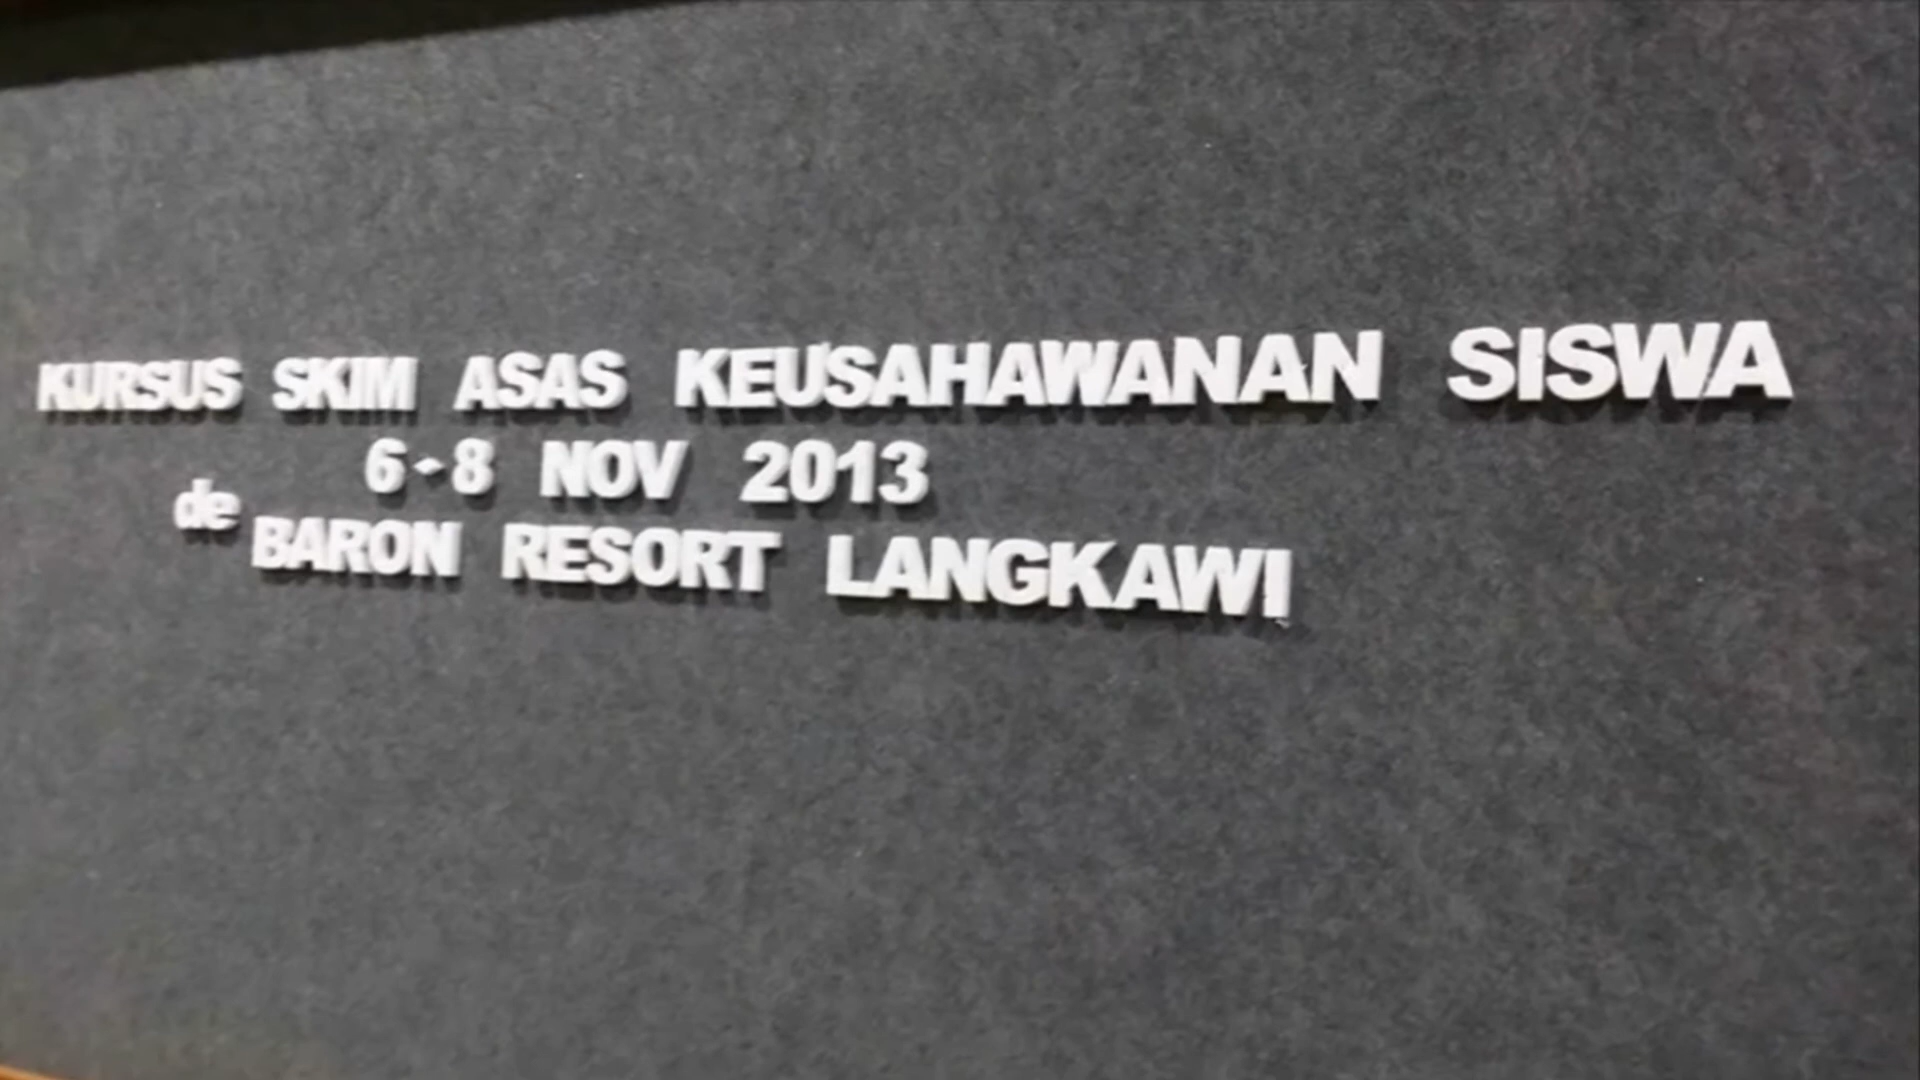 KURSUS SKIM ASAS KEUSAHAWANAN SISWA
6-8 NOV 2013
de BARON RESORT LANGKAWI